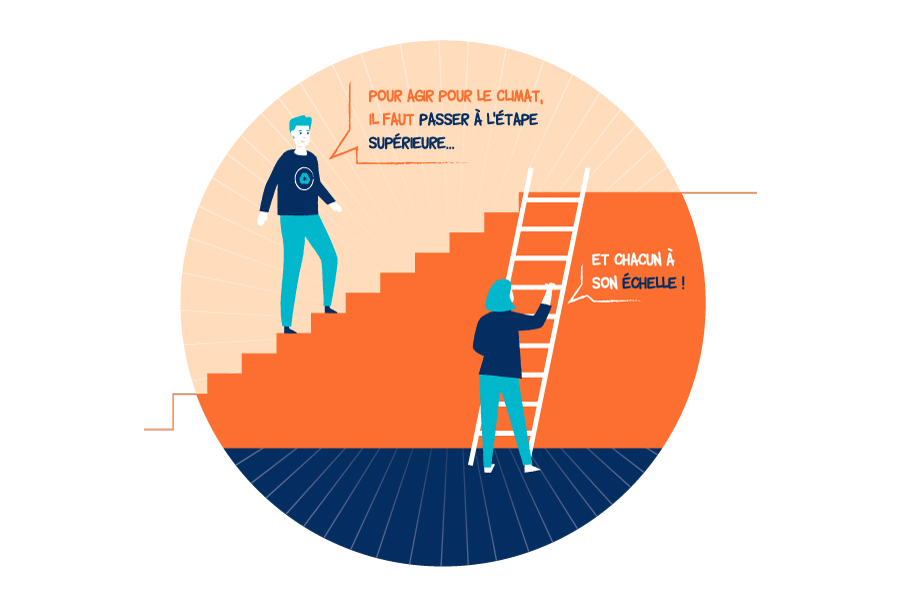 POUR AGIR POUR LE CLIMAT,
IL FAUT PASSER À L'ÉTAPE
SUPÉRIEURE...
ET CHACUN À
SON ÉCHELLE !